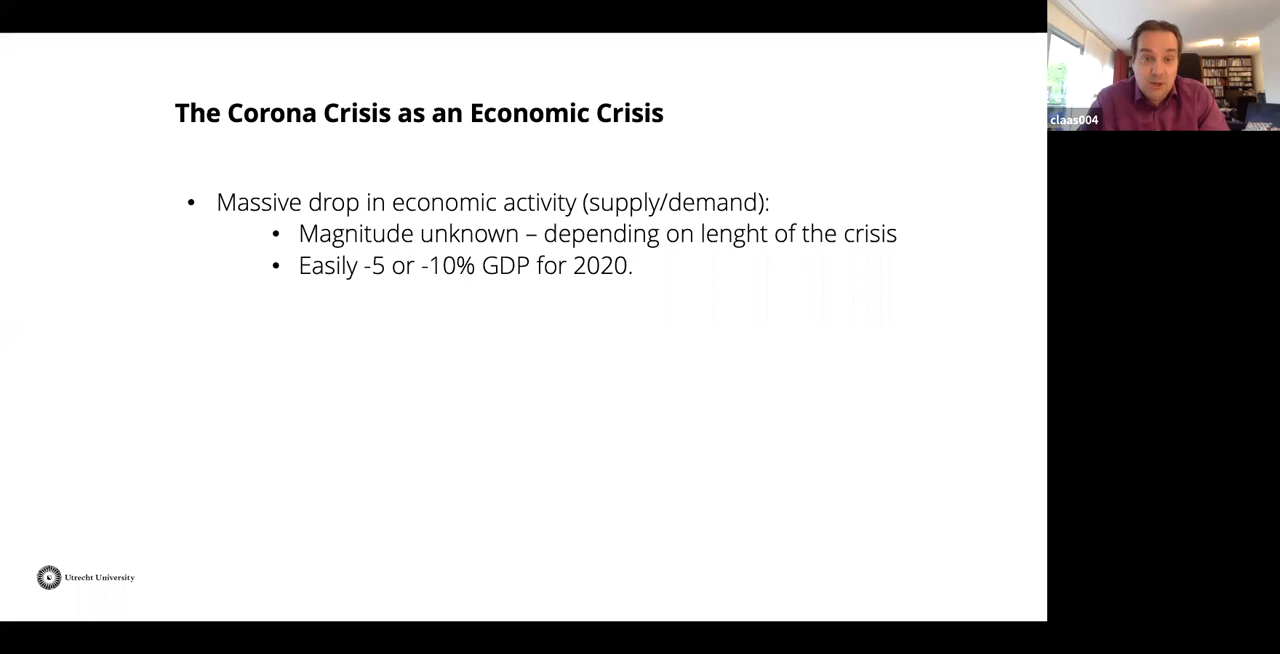 The Corona Crisis as an Economic Crisis
• Massive drop in economic activity (supply/demand):
• Magnitude unknown – depending on lenght of the crisis
• Easily -5 or -10% GDP for 2020.
Utrecht University
claas004